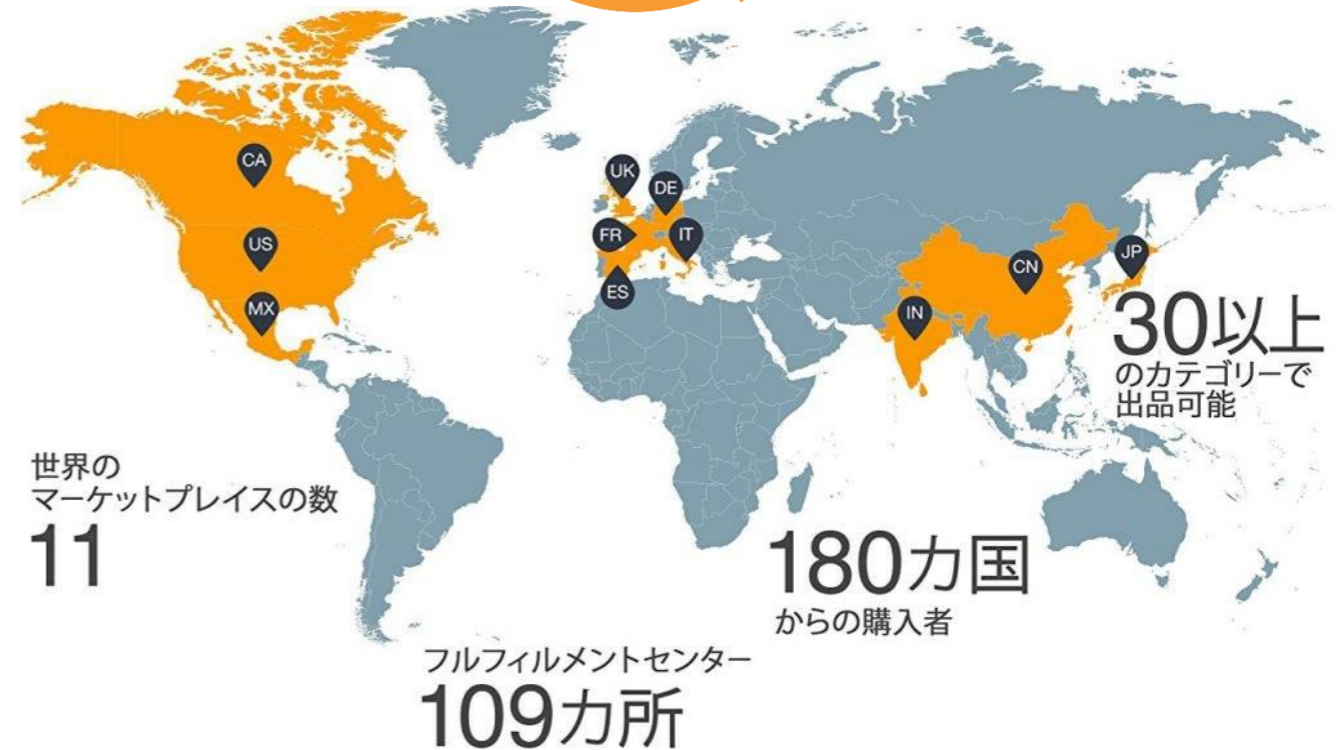 CA
US
MX
UK
DE
FR
IT
ES
CN
JP
IN
30以上
のカテゴリーで
出品可能
世界の
マーケットプレイスの数
11
180カ国
からの購入者
フルフィルメントセンター
109カ所